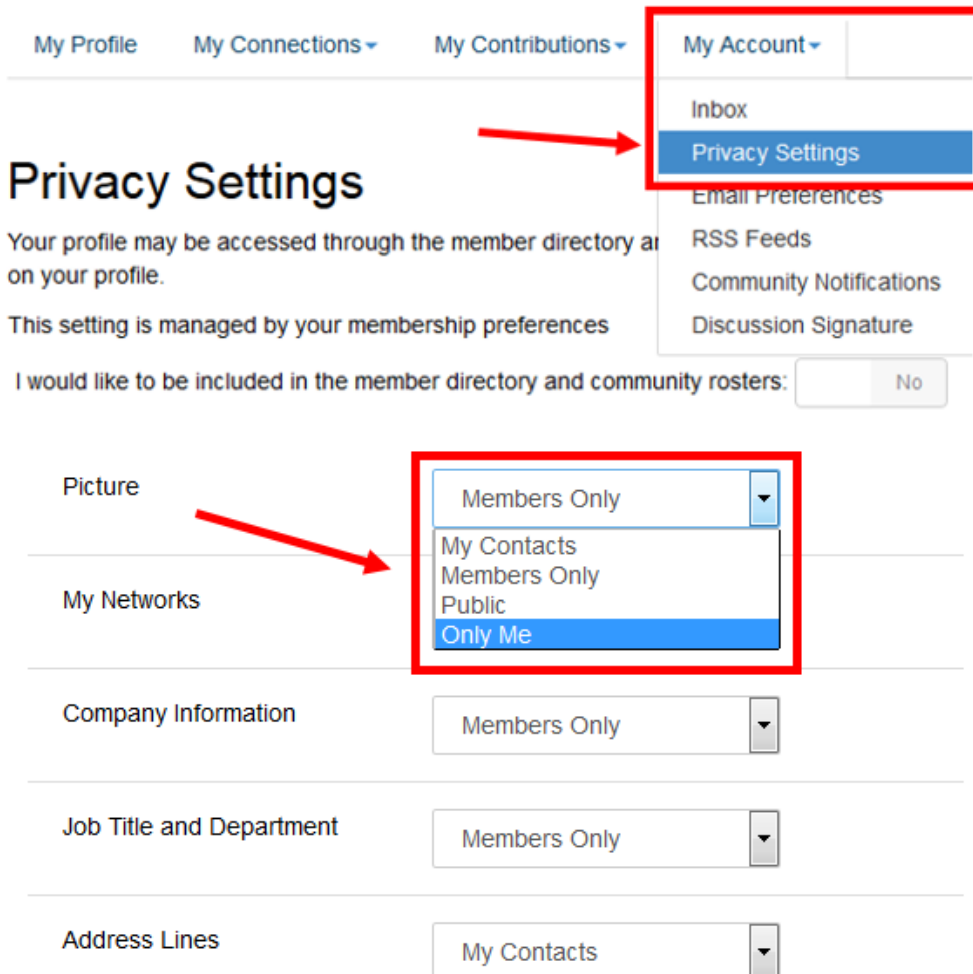 My Profile My Connections My Contributions My Account
Inbox
Privacy Settings
Email Preferences
RSS Feeds
Community Notifications
Discussion Signature
Privacy Settings
Your profile may be accessed through the member directory
on your profile.
This setting is managed by your membership preferences
I would like to be included in the member directory and community rosters: No
Picture Members Only
My Contacts
Members Only
Public
Only Me
My Networks
Company Information Members Only
Job Title and Department Members Only
Address Lines My Contacts